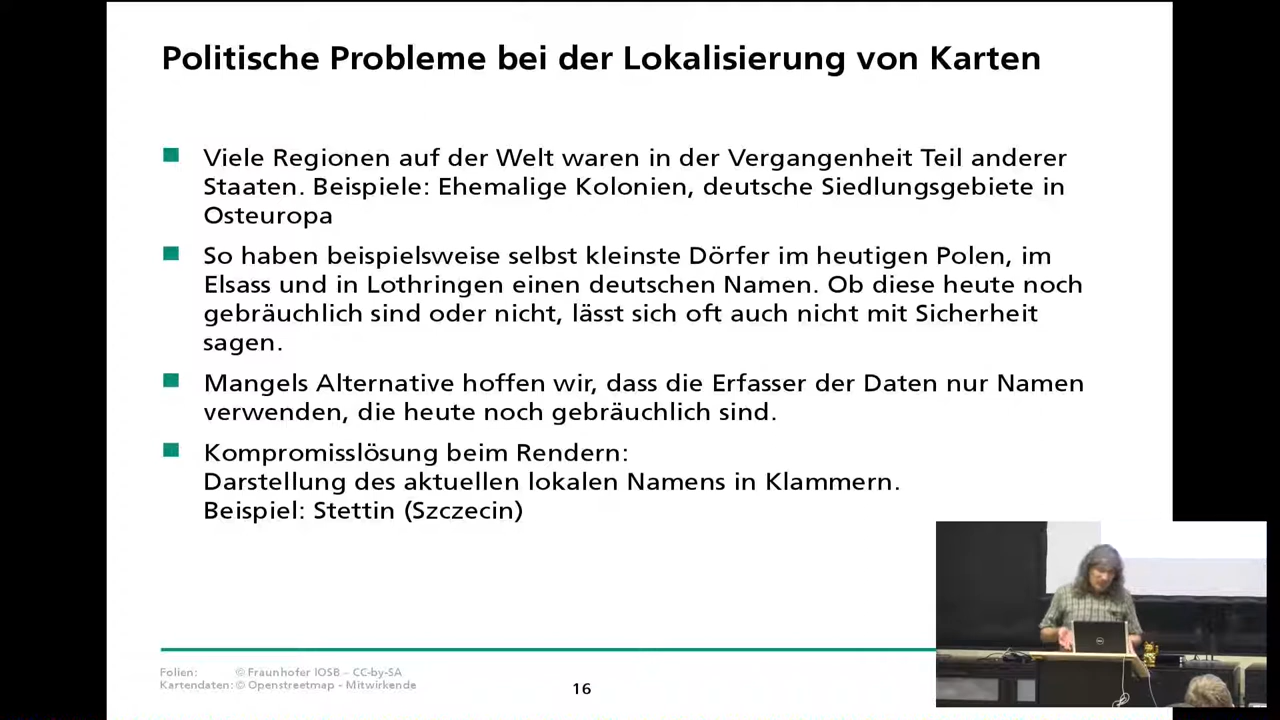 Politische Probleme bei der Lokalisierung von Karten
Viele Regionen auf der Welt waren in der Vergangenheit Teil anderer
Staaten. Beispiele: Ehemalige Kolonien, deutsche Siedlungsgebiete in
Osteuropa
So haben beispielsweise selbst kleinste Dörfer im heutigen Polen, im
Elsass und in Lothringen einen deutschen Namen. Ob diese heute noch
gebräuchlich sind oder nicht, lässt sich oft auch nicht mit Sicherheit
sagen.
Mangels Alternative hoffen wir, dass die Erfasser der Daten nur Namen
verwenden, die heute noch gebräuchlich sind.
Kompromisslösung beim Rendern:
Darstellung des aktuellen lokalen Namens in Klammern.
Beispiel: Stettin (Szczecin)
Folien: © Fraunhofer IOSB – CC-by-SA
Kartendaten: © Openstreetmap - Mitwirkende
16